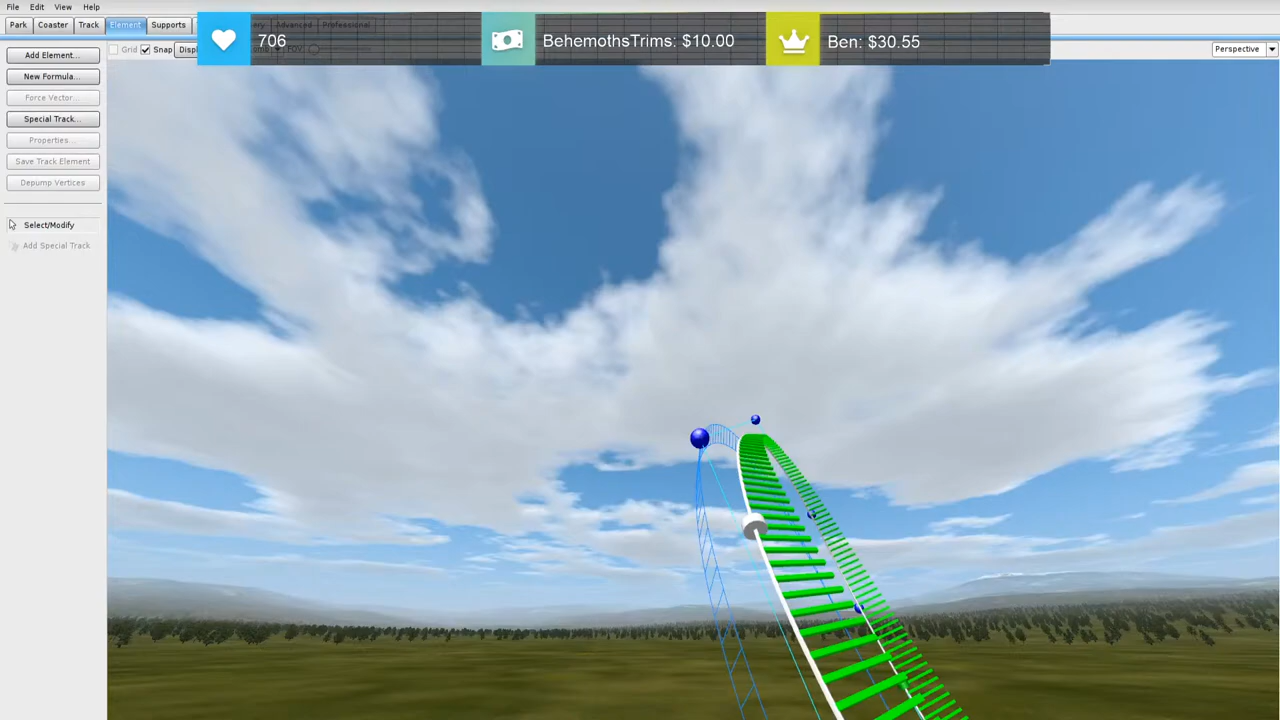 File Edit View Help
Park Coaster Track Element Supports Advanced Professional
706
BehemothsTrims: $10.00
Ben: $30.55
Grid Snap
Perspective
Add Element...
New Formula...
Force Vector...
Special Track...
Properties...
Save Track Element
Depump Vertices
Select/Modify
Add Special Track